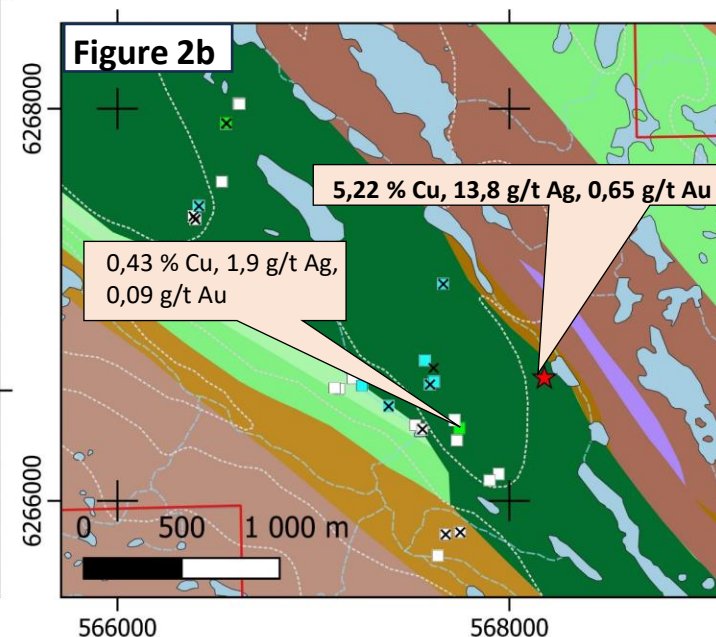 Figure 2b
6268000
5,22 % Cu, 13,8 g/t Ag, 0,65 g/t Au
0,43 % Cu, 1,9 g/t Ag,
0,09 g/t Au
6266000
0 500 1 000 m
566000 568000